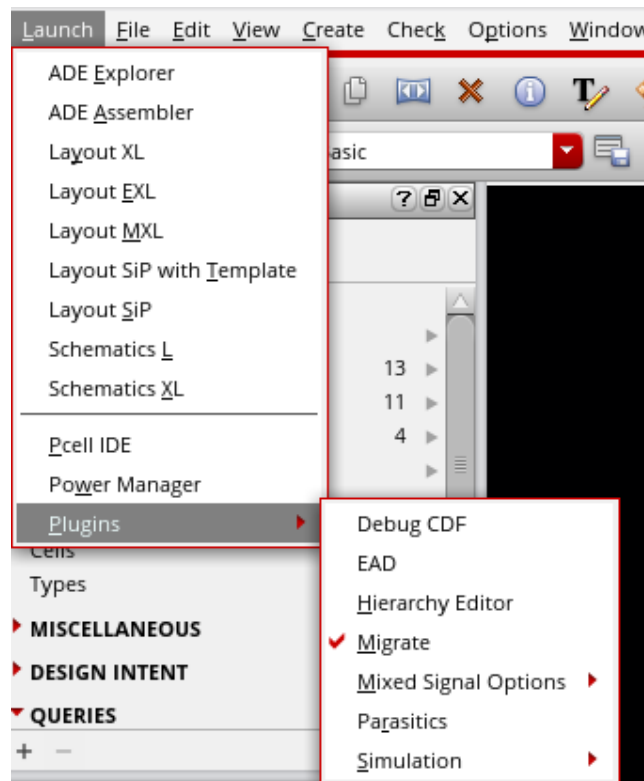 Launch File Edit View Create Check Options Window
ADE Explorer
ADE Assembler
Layout XL
asic
Layout EXL
Layout MXL
Layout SiP with Template
Layout SiP
Schematics L
Schematics XL
13
11
4
Pcell IDE
Power Manager
Plugins
Cells
Types
MISCELLANEOUS
DESIGN INTENT
QUERIES
Debug CDF
EAD
Hierarchy Editor
Migrate
Mixed Signal Options
Parasitics
Simulation